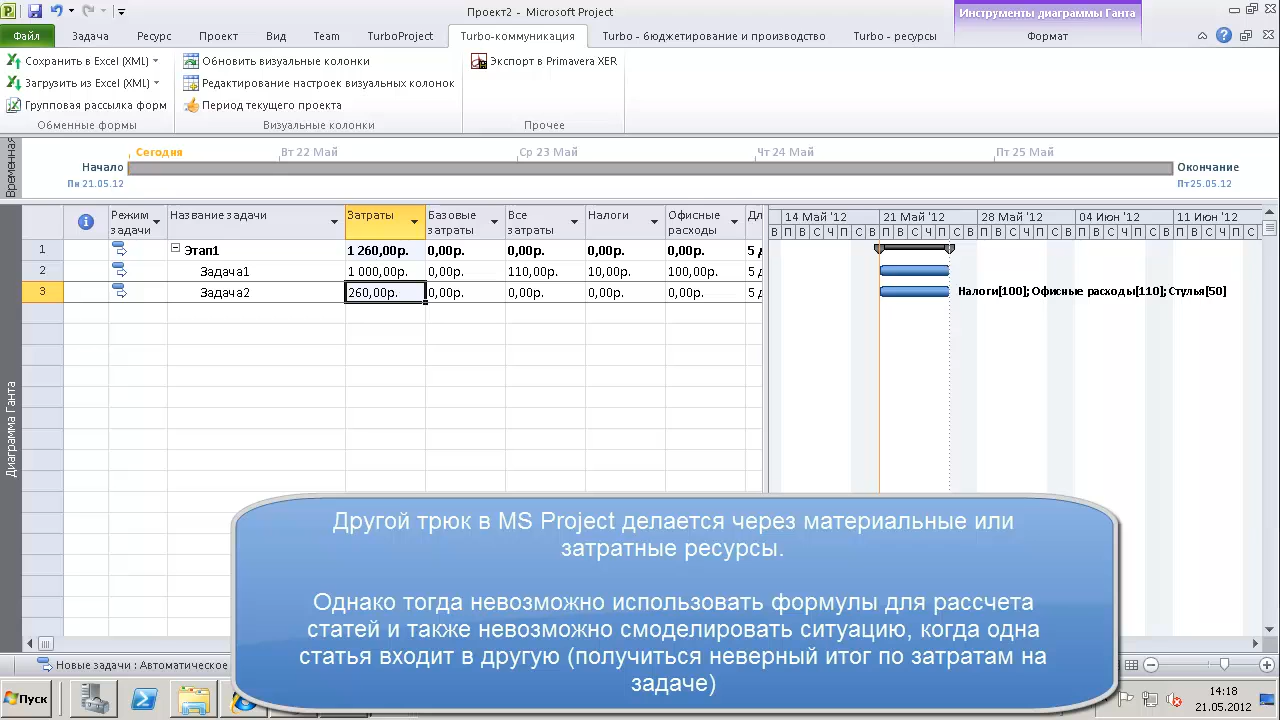 Проект2 - Microsoft Project
Инструменты диаграммы Ганта
Файл Задача Ресурс Проект Вид Team TurboProject Turbo-коммуникация Turbo - бюджетирование и производство Turbo - ресурсы Формат
Сохранить в Excel (XML)
Обновить визуальные колонки
Экспорт в Primavera XER
Загрузить из Excel (XML)
Редактирование настроек визуальных колонок
Групповая рассылка форм
Период текущего проекта
Обменные формы
Визуальные колонки
Прочее
Временная
Сегодня Вт 22 Май Ср 23 Май Чт 24 Май Пт 25 Май
Начало
Пн 21.05.12
Окончание
Пт25.05.12
Режим задачи
Название задачи
Затраты
Базовые затраты
Все затраты
Налоги
Офисные расходы
Дл
14 Май '12 21 Май '12 28 Май '12 04 Июн '12 11 Июн '12
В П В С Ч П С В П В С Ч П С В П В С Ч П С В П В С Ч П С В П В С Ч П С
1 Этап1 1 260,00р. 0,00р. 0,00р. 0,00р. 0,00р. 5 д
2 Задача1 1 000,00р. 0,00р. 110,00р. 10,00р. 100,00р. 5 д
3 Задача2 260,00р. 0,00р. 0,00р. 0,00р. 0,00р. 5 д
Налоги[100]; Офисные расходы[110]; Стулья[50]
Диаграмма Ганта
Другой трюк в MS Project делается через материальные или
затратные ресурсы.
Однако тогда невозможно использовать формулы для рассчета
статей и также невозможно смоделировать ситуацию, когда одна
статья входит в другую (получиться неверный итог по затратам на
задаче)
Новые задачи : Автоматическое
Пуск
14:18
21.05.2012